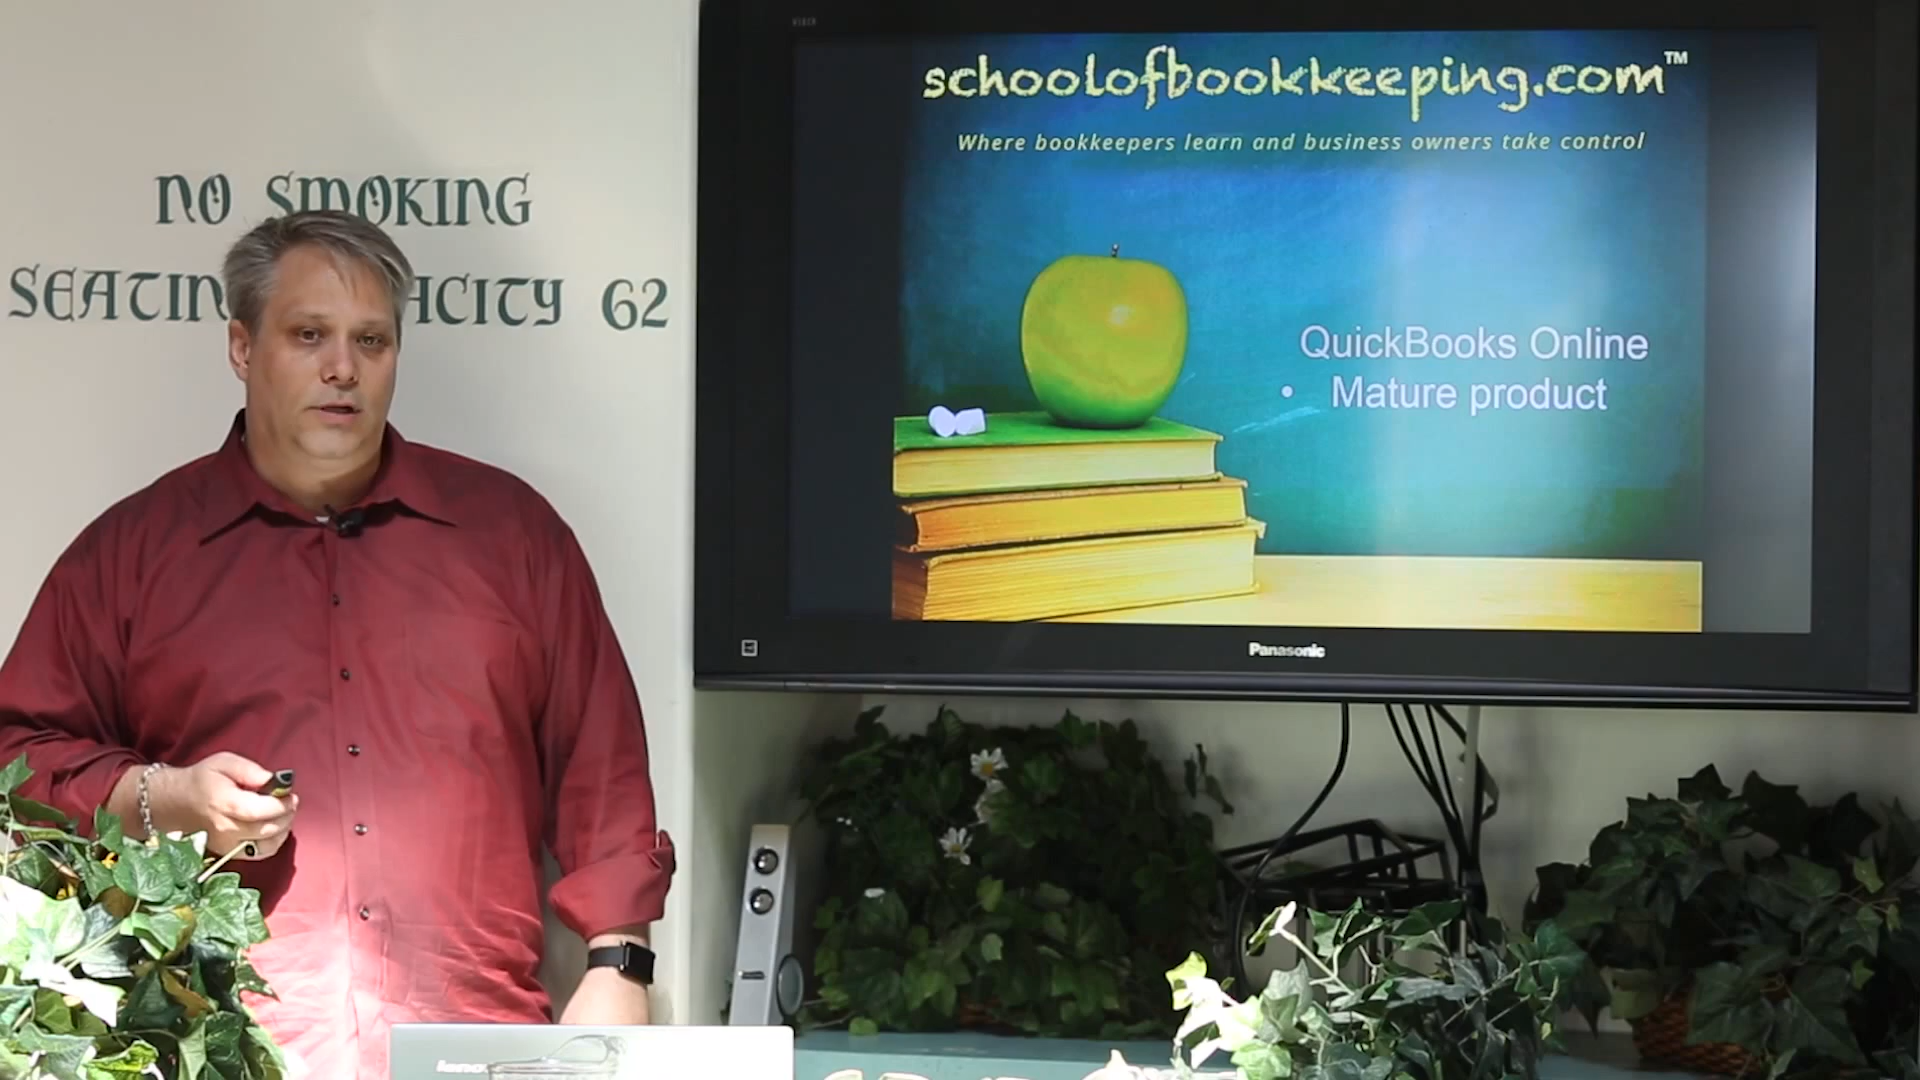 NO SMOKING
SEATIN ACITY 62
schoolofbookkeeping.com™
Where bookkeepers learn and business owners take control
QuickBooks Online
• Mature product
Panasonic